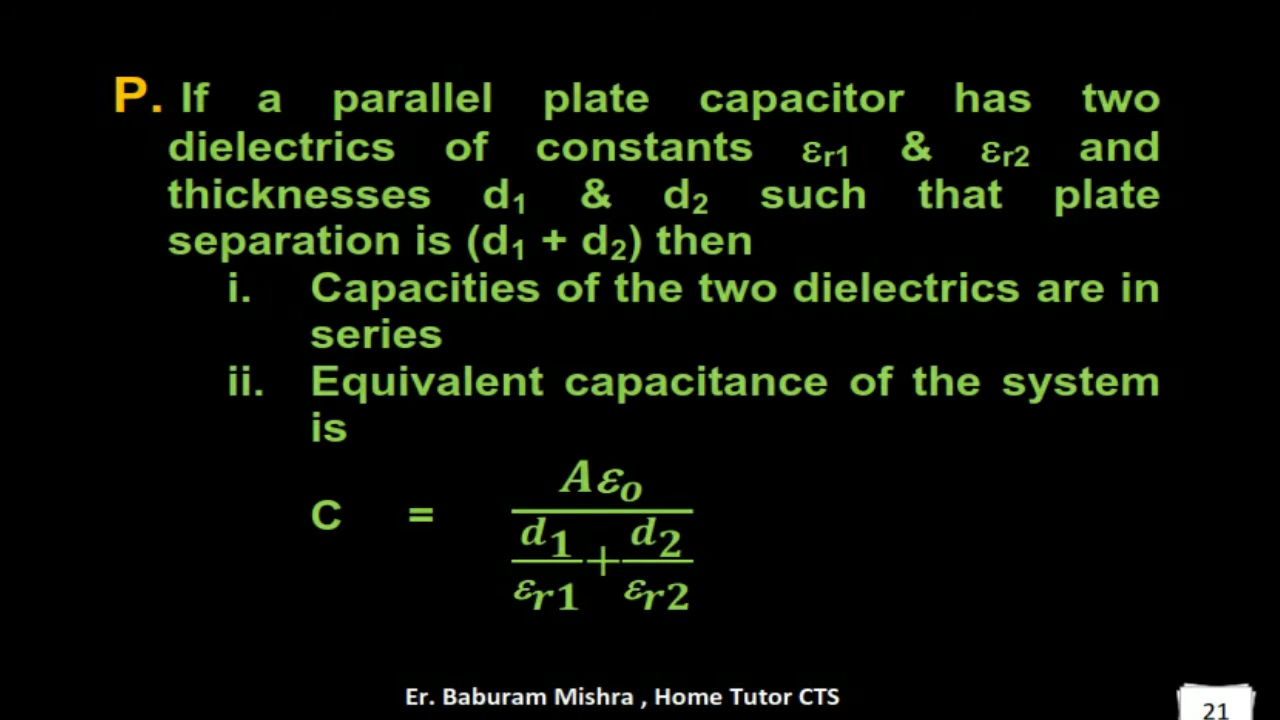 P. If a parallel plate capacitor has two
dielectrics of constants εr1 & εr2 and
thicknesses d1 & d2 such that plate
separation is (d1 + d2) then
i. Capacities of the two dielectrics are in
series
ii. Equivalent capacitance of the system
is
Aεo
C =
d1 + d2
εr1 εr2
Er. Baburam Mishra , Home Tutor CTS
21